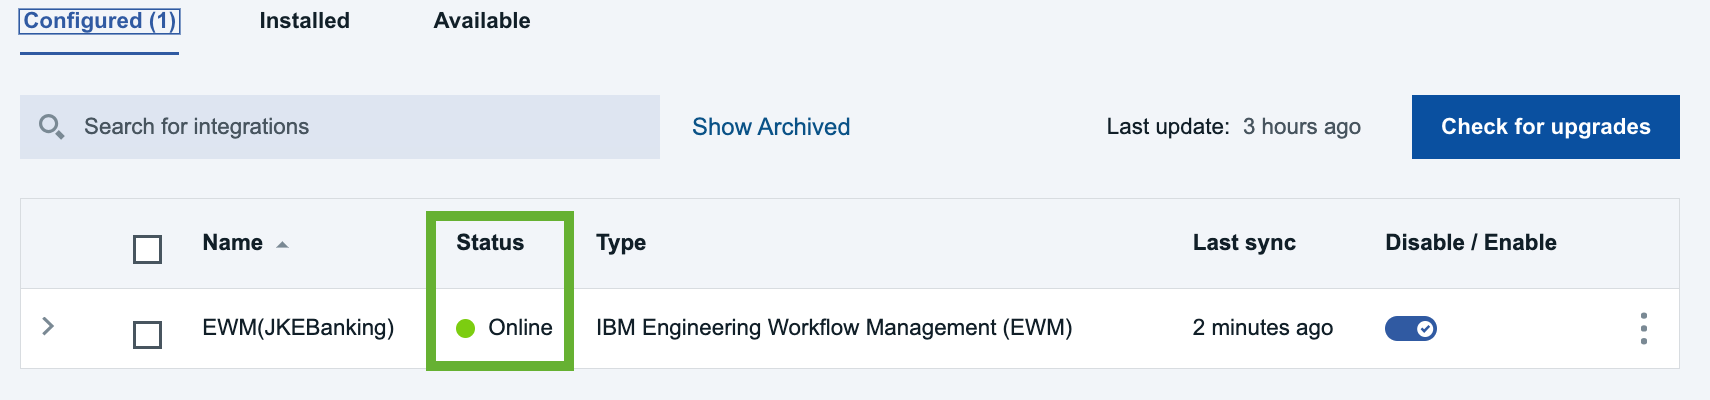 Configured (1) Installed Available
Search for integrations Show Archived Last update: 3 hours ago Check for upgrades
Name Status Type Last sync Disable / Enable
EWM(JKEBanking) Online IBM Engineering Workflow Management (EWM) 2 minutes ago